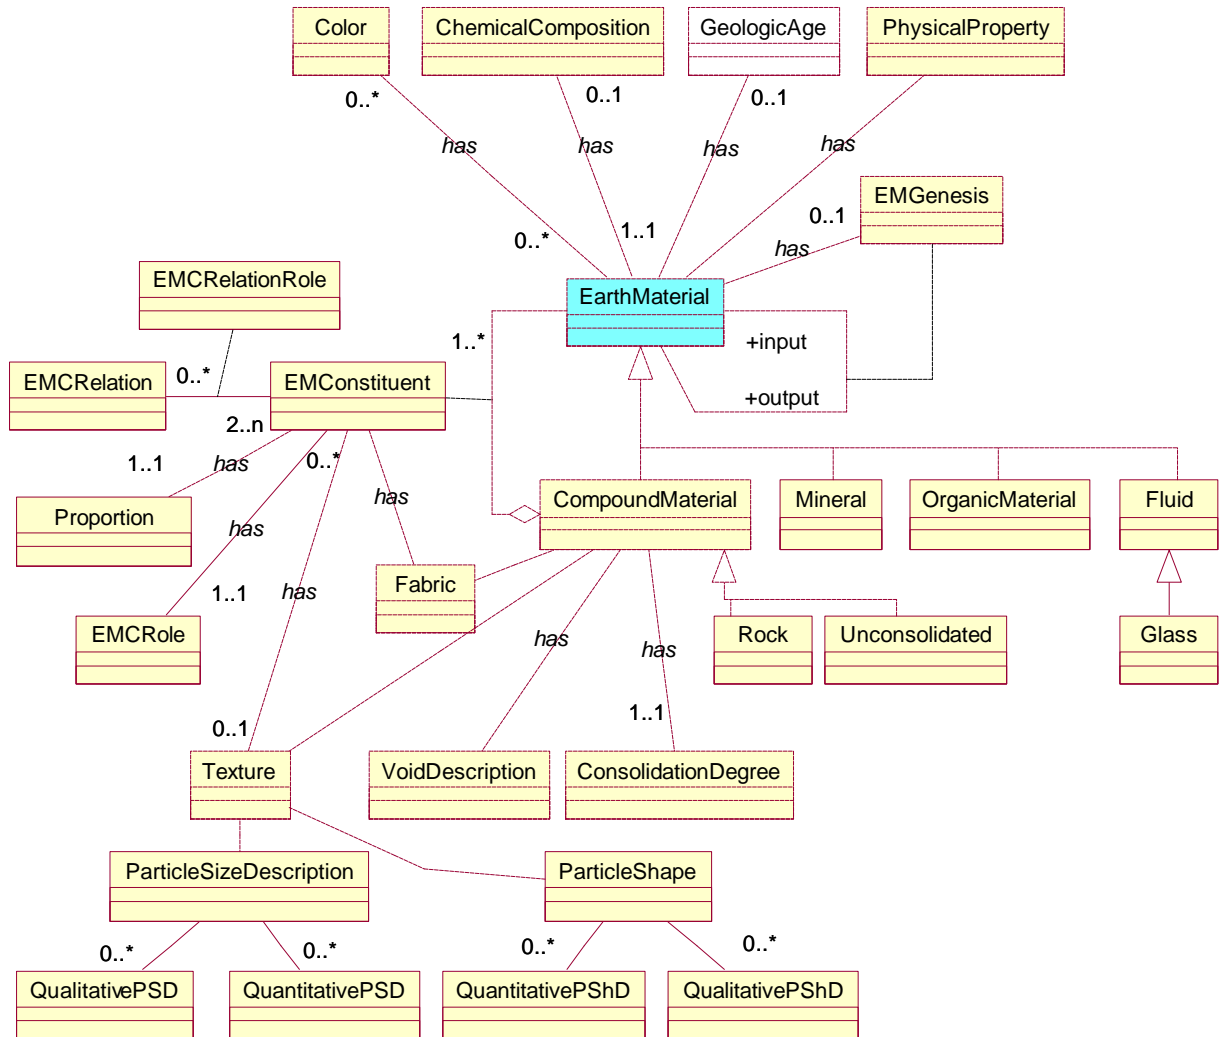 Color
ChemicalComposition
GeologicAge
PhysicalProperty
0..*
0..1
0..1
has
has
has
has
EMGenesis
0..1
has
0..*
1..1
EMCRelationRole
EarthMaterial
1..*
+input
EMCRelation
0..*
EMConstituent
+output
2..n
1..1
has
0..*
has
CompoundMaterial
Mineral
OrganicMaterial
Fluid
Proportion
has
has
1..1
Fabric
EMCRole
has
has
Rock
Unconsolidated
Glass
0..1
1..1
Texture
VoidDescription
ConsolidationDegree
ParticleSizeDescription
ParticleShape
0..*
0..*
0..*
0..*
QualitativePSD
QuantitativePSD
QuantitativePShD
QualitativePShD